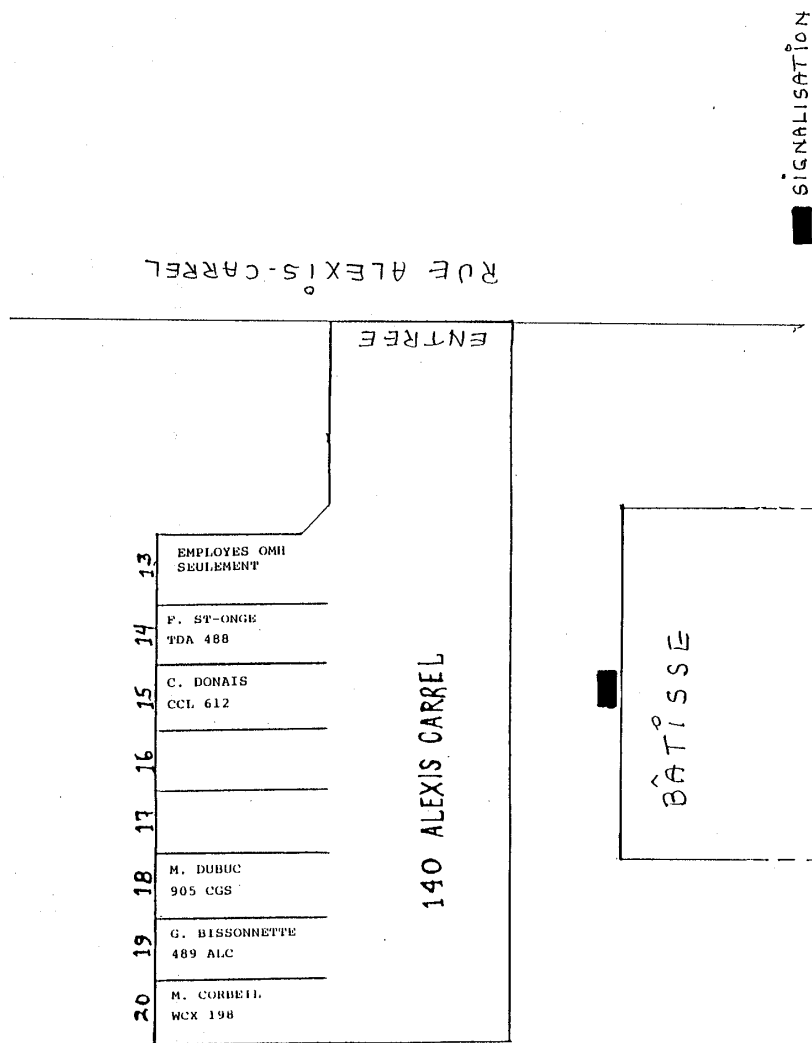 SIGNALISATION
RUE ALEXIS-CARREL
ENTREE
13
EMPLOYES OMH
SEULEMENT
14
F. ST-ONGE
TDA 488
15
C. DONAIS
CCL 612
16
17
18
M. DUBUC
905 CGS
19
G. BISSONNETTE
489 ALC
20
M. CORBEIL
WCX 198
140 ALEXIS CARREL
BÂTISSE